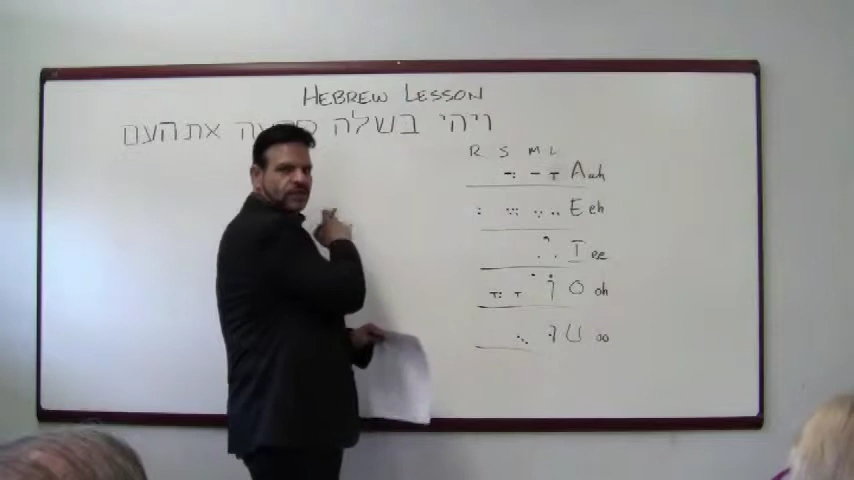 HEBREW LESSON
ויהי בשלה את העם
R S M L
A ah
E eh
I ee
וֹ O oh
וּ U oo